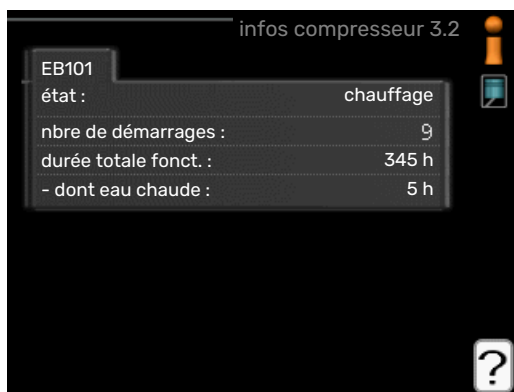 infos compresseur 3.2
EB101
état : chauffage
nbre de démarrages : 9
durée totale fonct. : 345 h
- dont eau chaude : 5 h
?